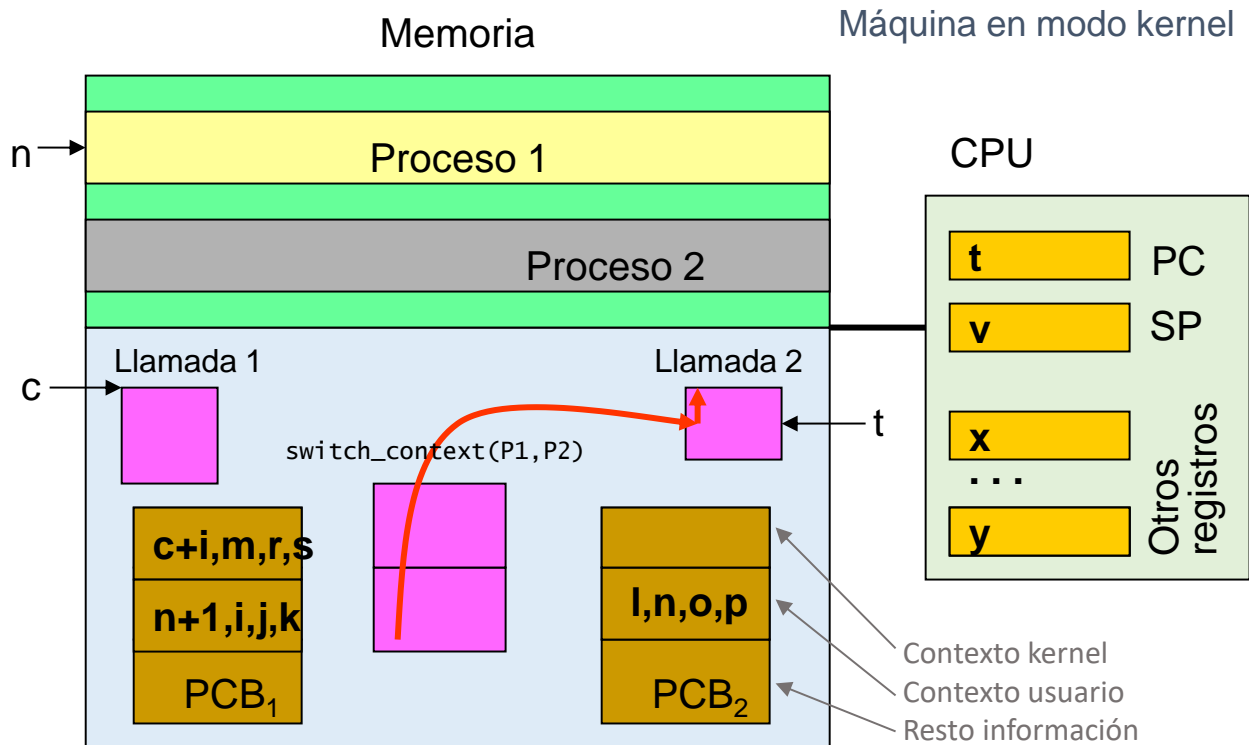 Máquina en modo kernel
Memoria
n
Proceso 1
CPU
Proceso 2
t
PC
v
SP
Llamada 1
Llamada 2
c
t
x
switch_context(P1,P2)
. . .
Otros
registros
y
c+i,m,r,s
n+1,i,j,k
l,n,o,p
Contexto kernel
PCB1
PCB2
Contexto usuario
Resto información